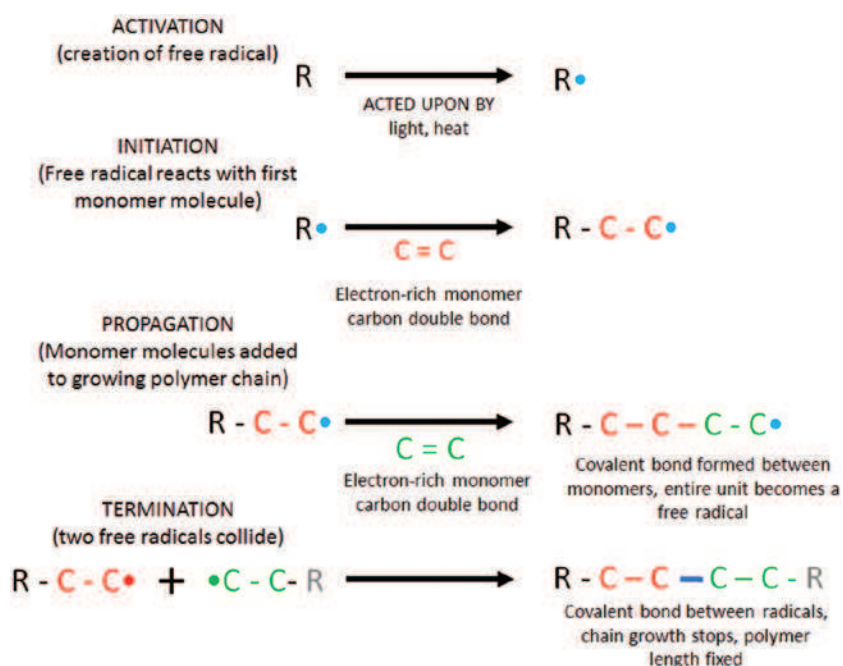 ACTIVATION
(creation of free radical)
R
R•
ACTED UPON BY
light, heat
INITIATION
(Free radical reacts with first
monomer molecule)
R•
C = C
R - C - C•
Electron-rich monomer
carbon double bond
PROPAGATION
(Monomer molecules added
to growing polymer chain)
R - C - C•
C = C
R - C – C – C - C•
Electron-rich monomer
carbon double bond
Covalent bond formed between
monomers, entire unit becomes a
free radical
TERMINATION
(two free radicals collide)
R - C - C• + •C - C- R
R - C – C – C – C - R
Covalent bond between radicals,
chain growth stops, polymer
length fixed